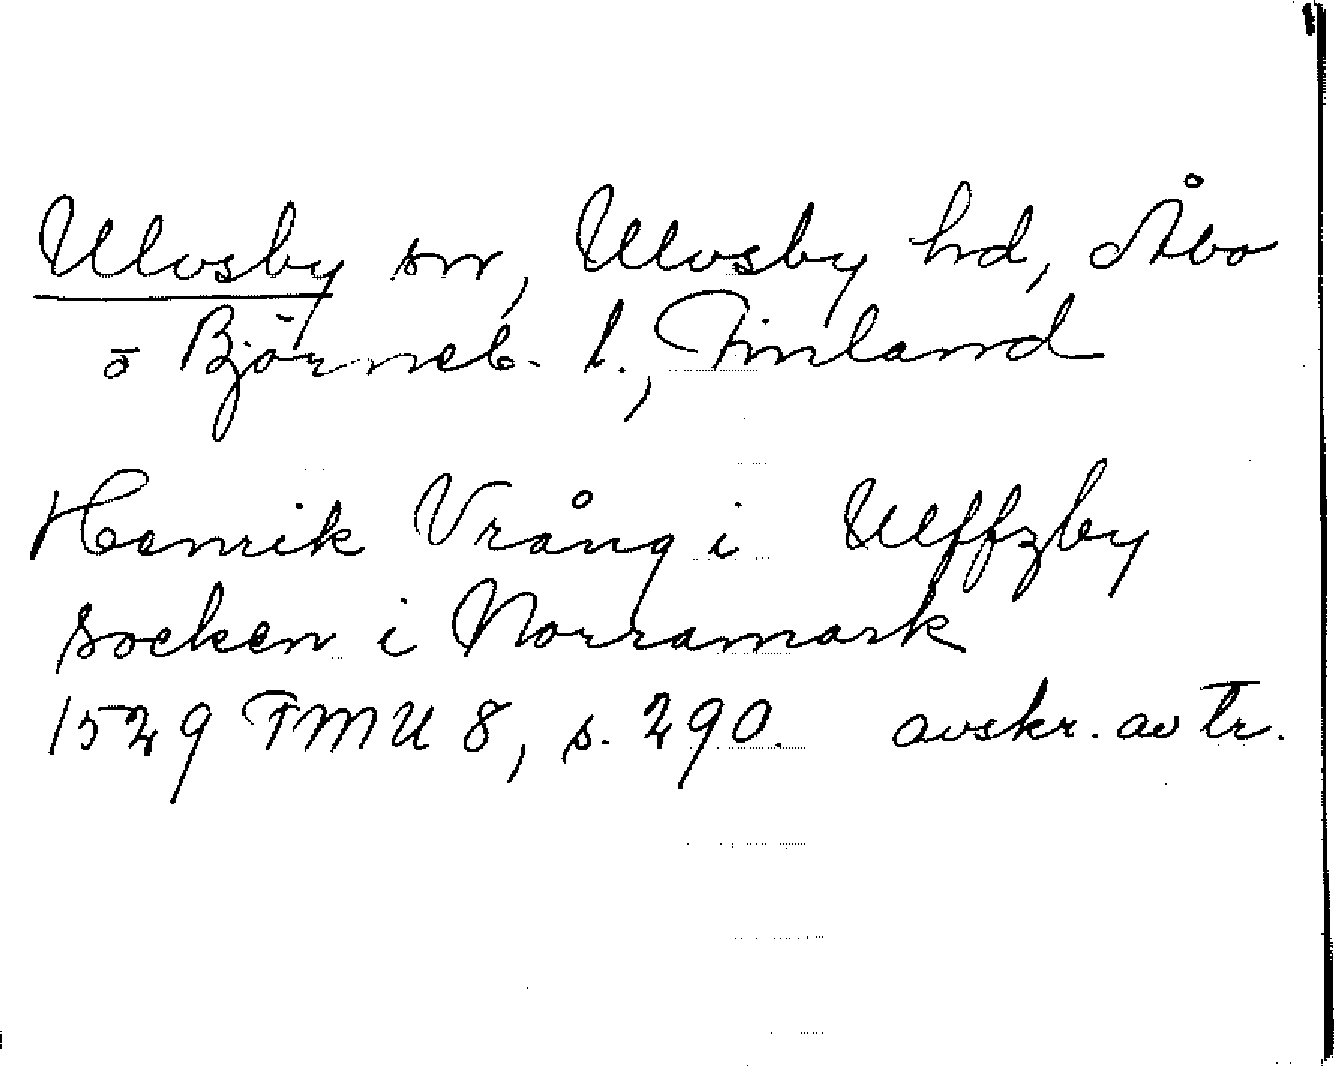 Ulvsby sn, Ulvsby hd, Åbo
o Björneb. l., Finland
Henrik Vrång i Ulffzby
socken i Norramark
1529 FMU 8, s. 290. avskr. av tr.